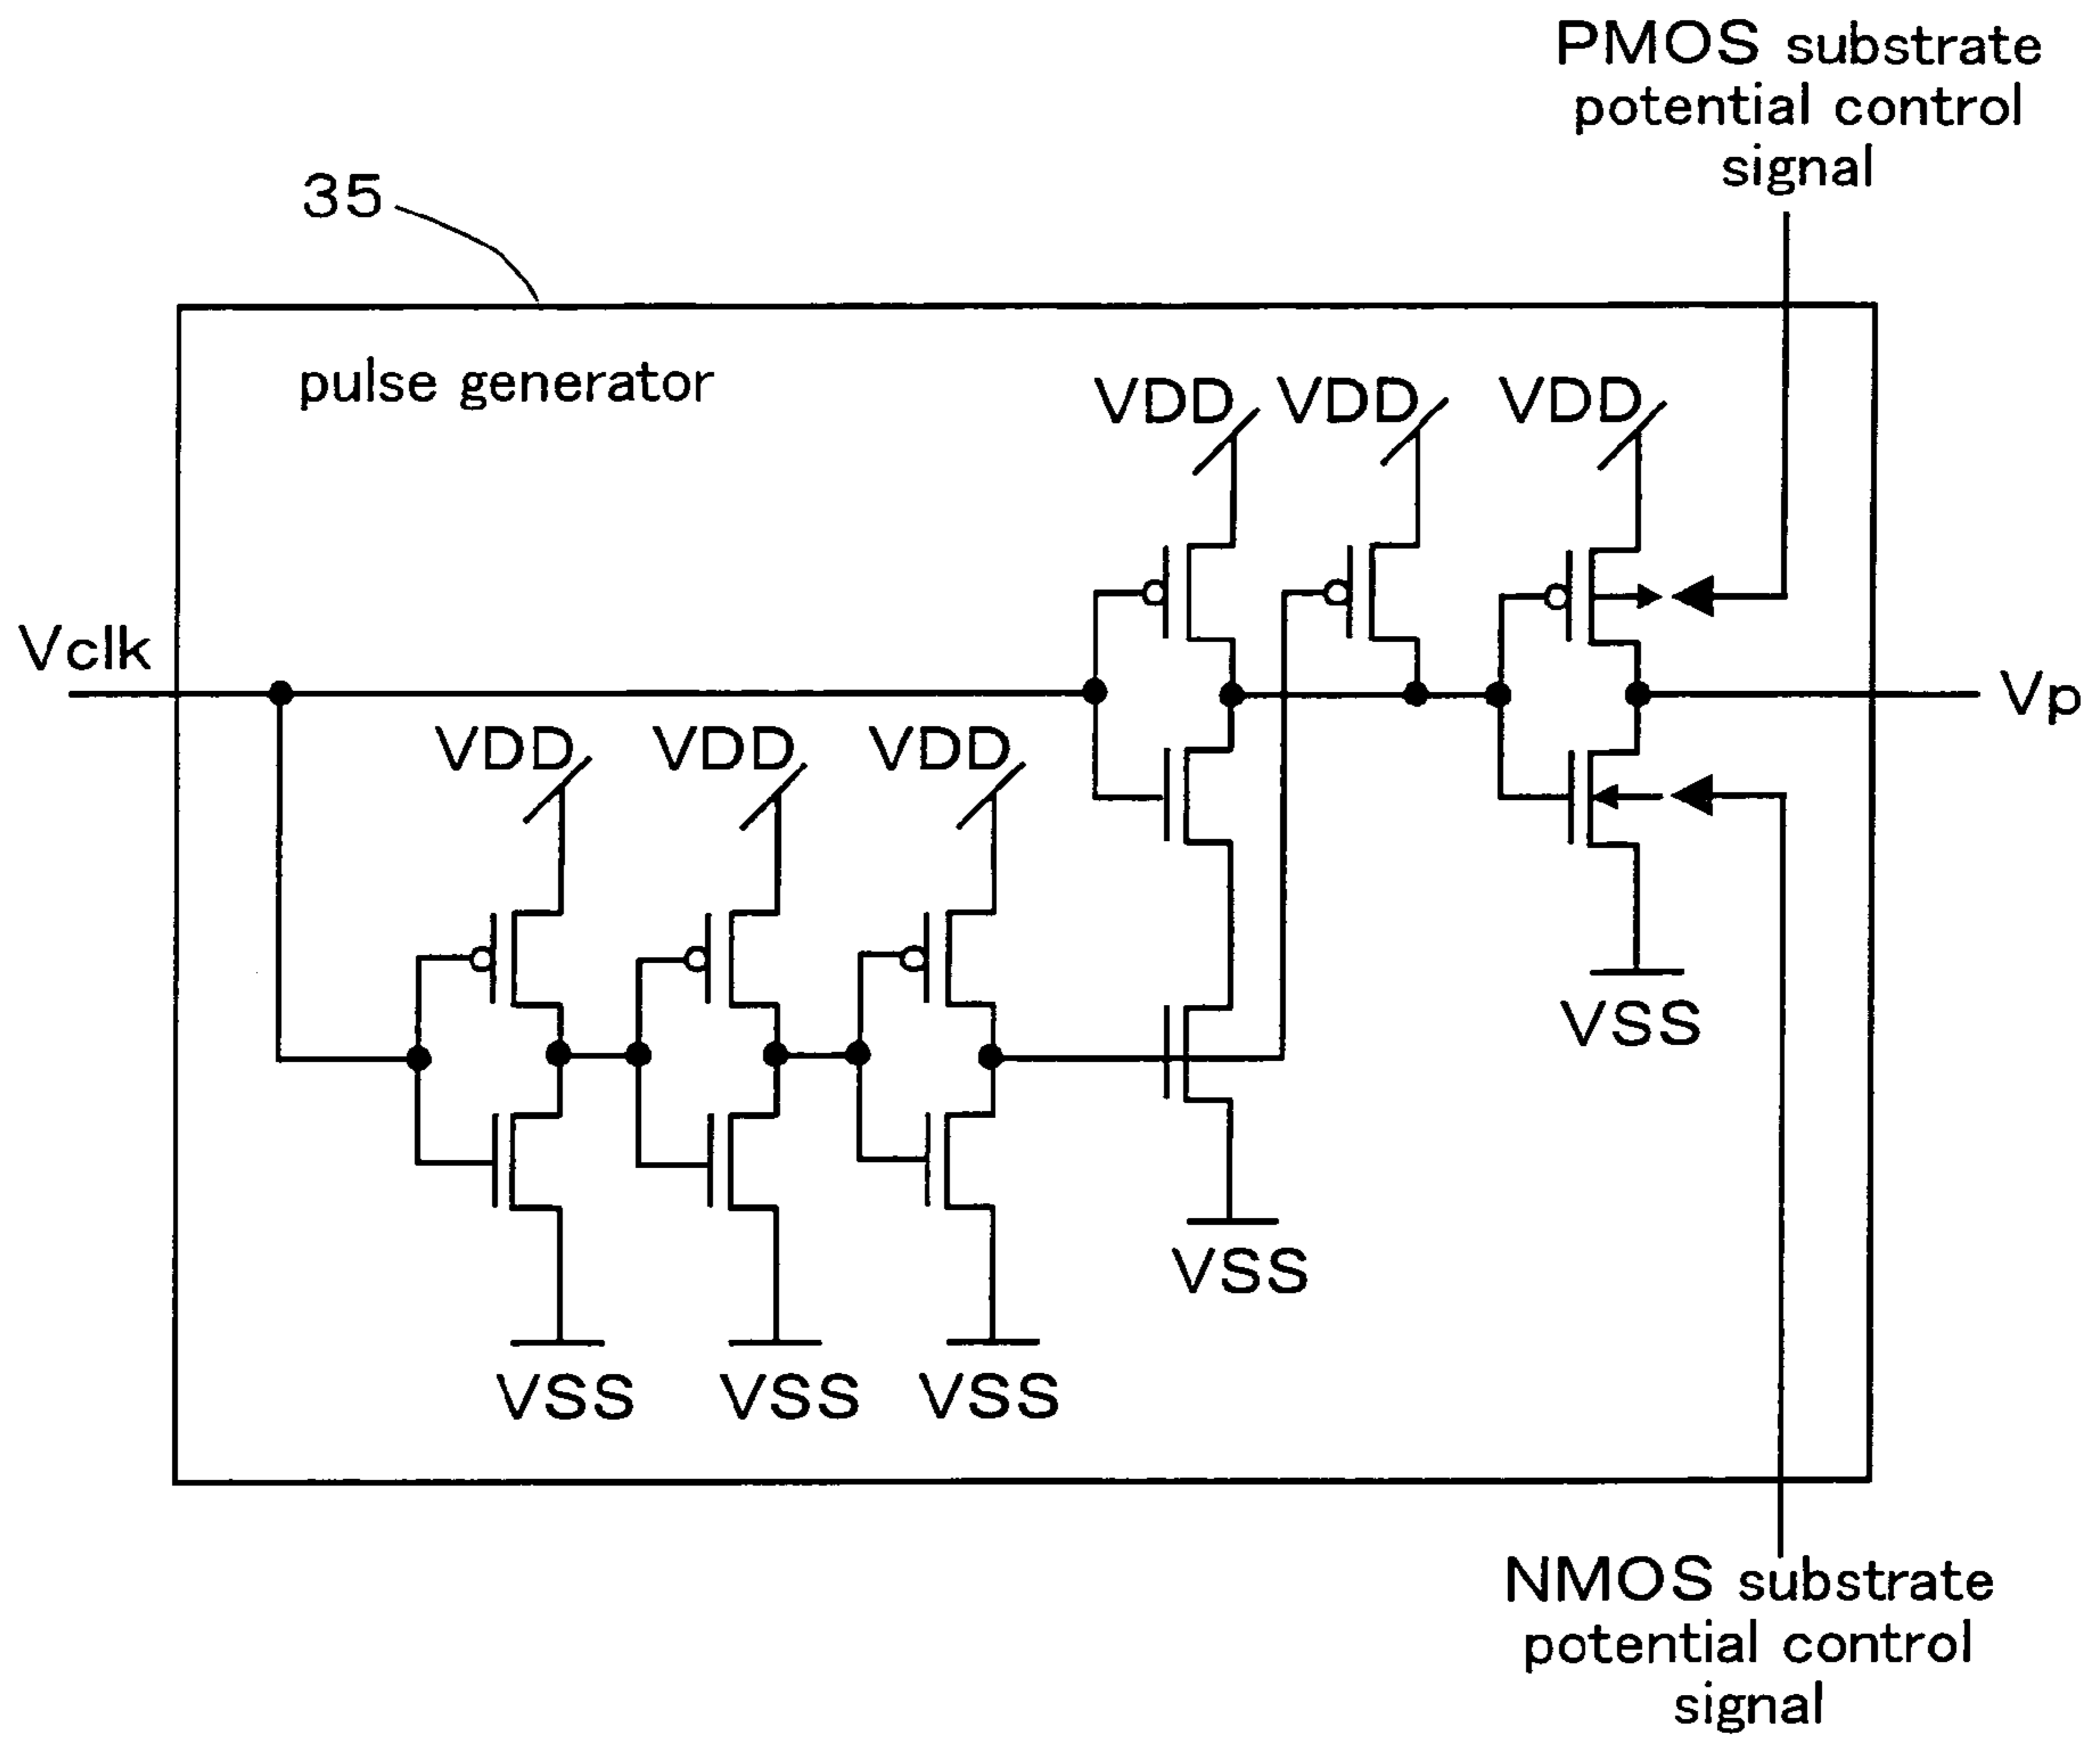 PMOS substrate
potential control
signal
35
pulse generator
VDD VDD VDD
Vclk
Vp
VDD VDD VDD
VSS
VSS
VSS VSS VSS
NMOS substrate
potential control
signal